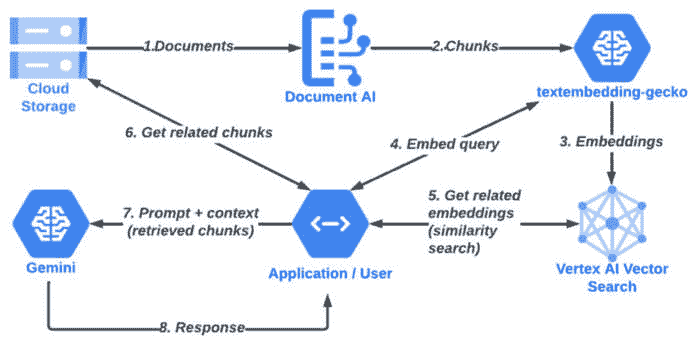 1.Documents
2.Chunks
Cloud
Storage
Document AI
textembedding-gecko
6. Get related chunks
4. Embed query
3. Embeddings
7. Prompt + context
(retrieved chunks)
5. Get related
embeddings
(similarity
search)
Gemini
Application / User
Vertex AI Vector
Search
8. Response